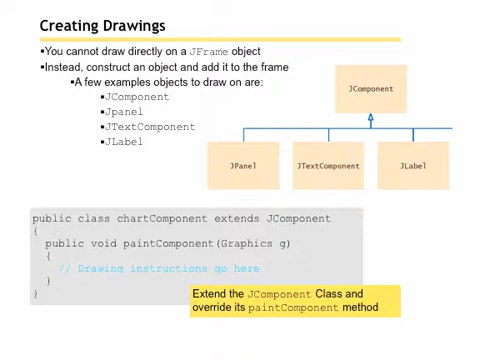 Creating Drawings
▪You cannot draw directly on a JFrame object
▪Instead, construct an object and add it to the frame
▪A few examples objects to draw on are:
▪JComponent
▪Jpanel
▪JTextComponent
▪JLabel
JComponent
JPanel JTextComponent JLabel
public class chartComponent extends JComponent
{
public void paintComponent(Graphics g)
{
// Drawing instructions go here
}
}
Extend the JComponent Class and
override its paintComponent method